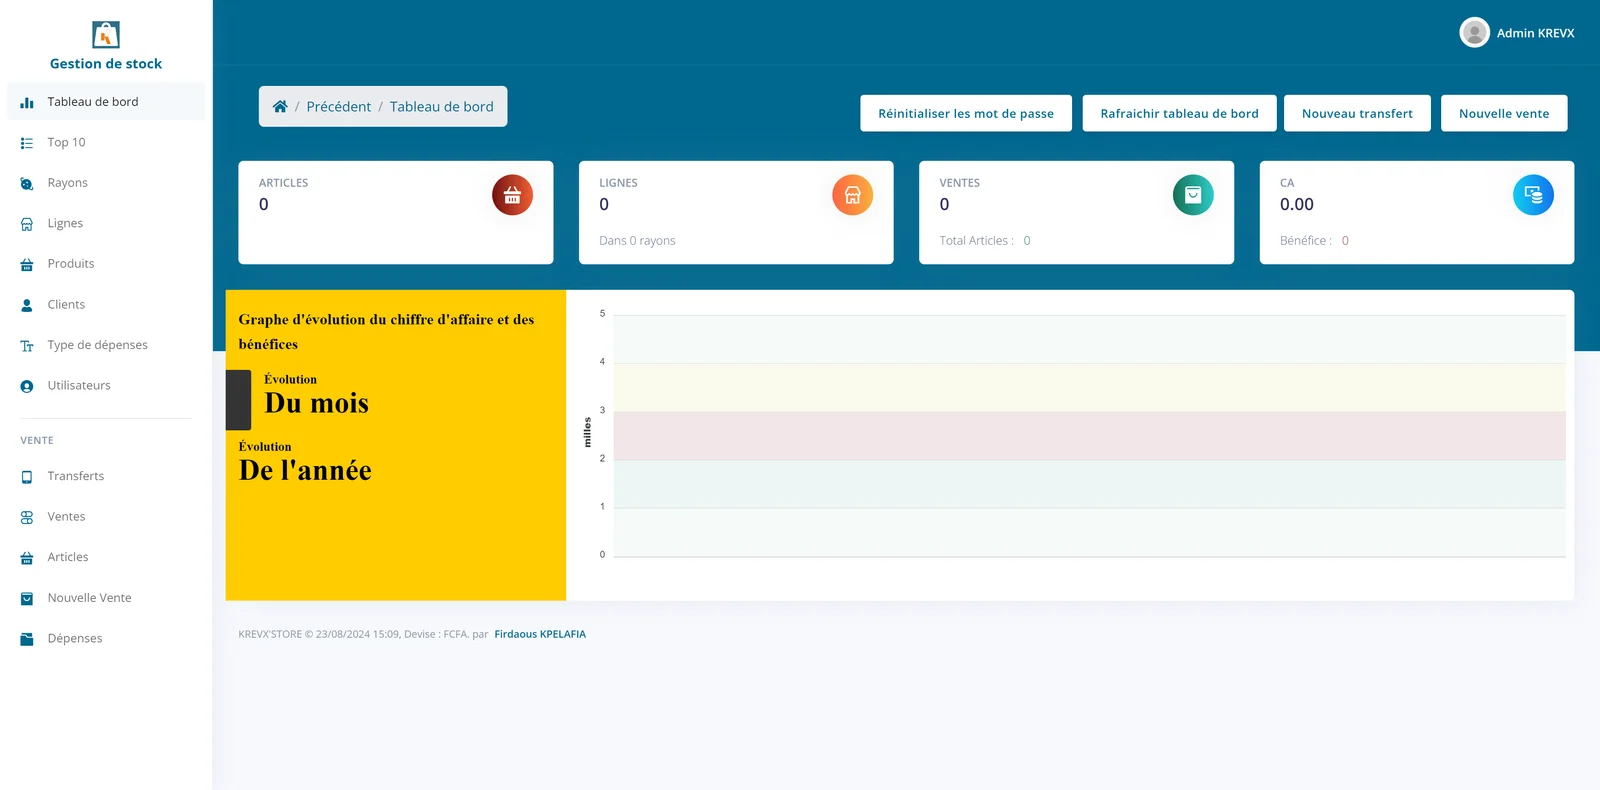 Gestion de stock
Tableau de bord
Top 10
Rayons
Lignes
Produits
Clients
Type de dépenses
Utilisateurs
VENTE
Transferts
Ventes
Articles
Nouvelle Vente
Dépenses
Admin KREVX
/ Précédent / Tableau de bord
Réinitialiser les mot de passe
Rafraichir tableau de bord
Nouveau transfert
Nouvelle vente
ARTICLES
0
LIGNES
0
Dans 0 rayons
VENTES
0
Total Articles : 0
CA
0.00
Bénéfice : 0
Graphe d'évolution du chiffre d'affaire et des
bénéfices
Évolution
Du mois
Évolution
De l'année
milles
5
4
3
2
1
0
KREVX'STORE © 23/08/2024 15:09, Devise : FCFA. par Firdaous KPELAFIA